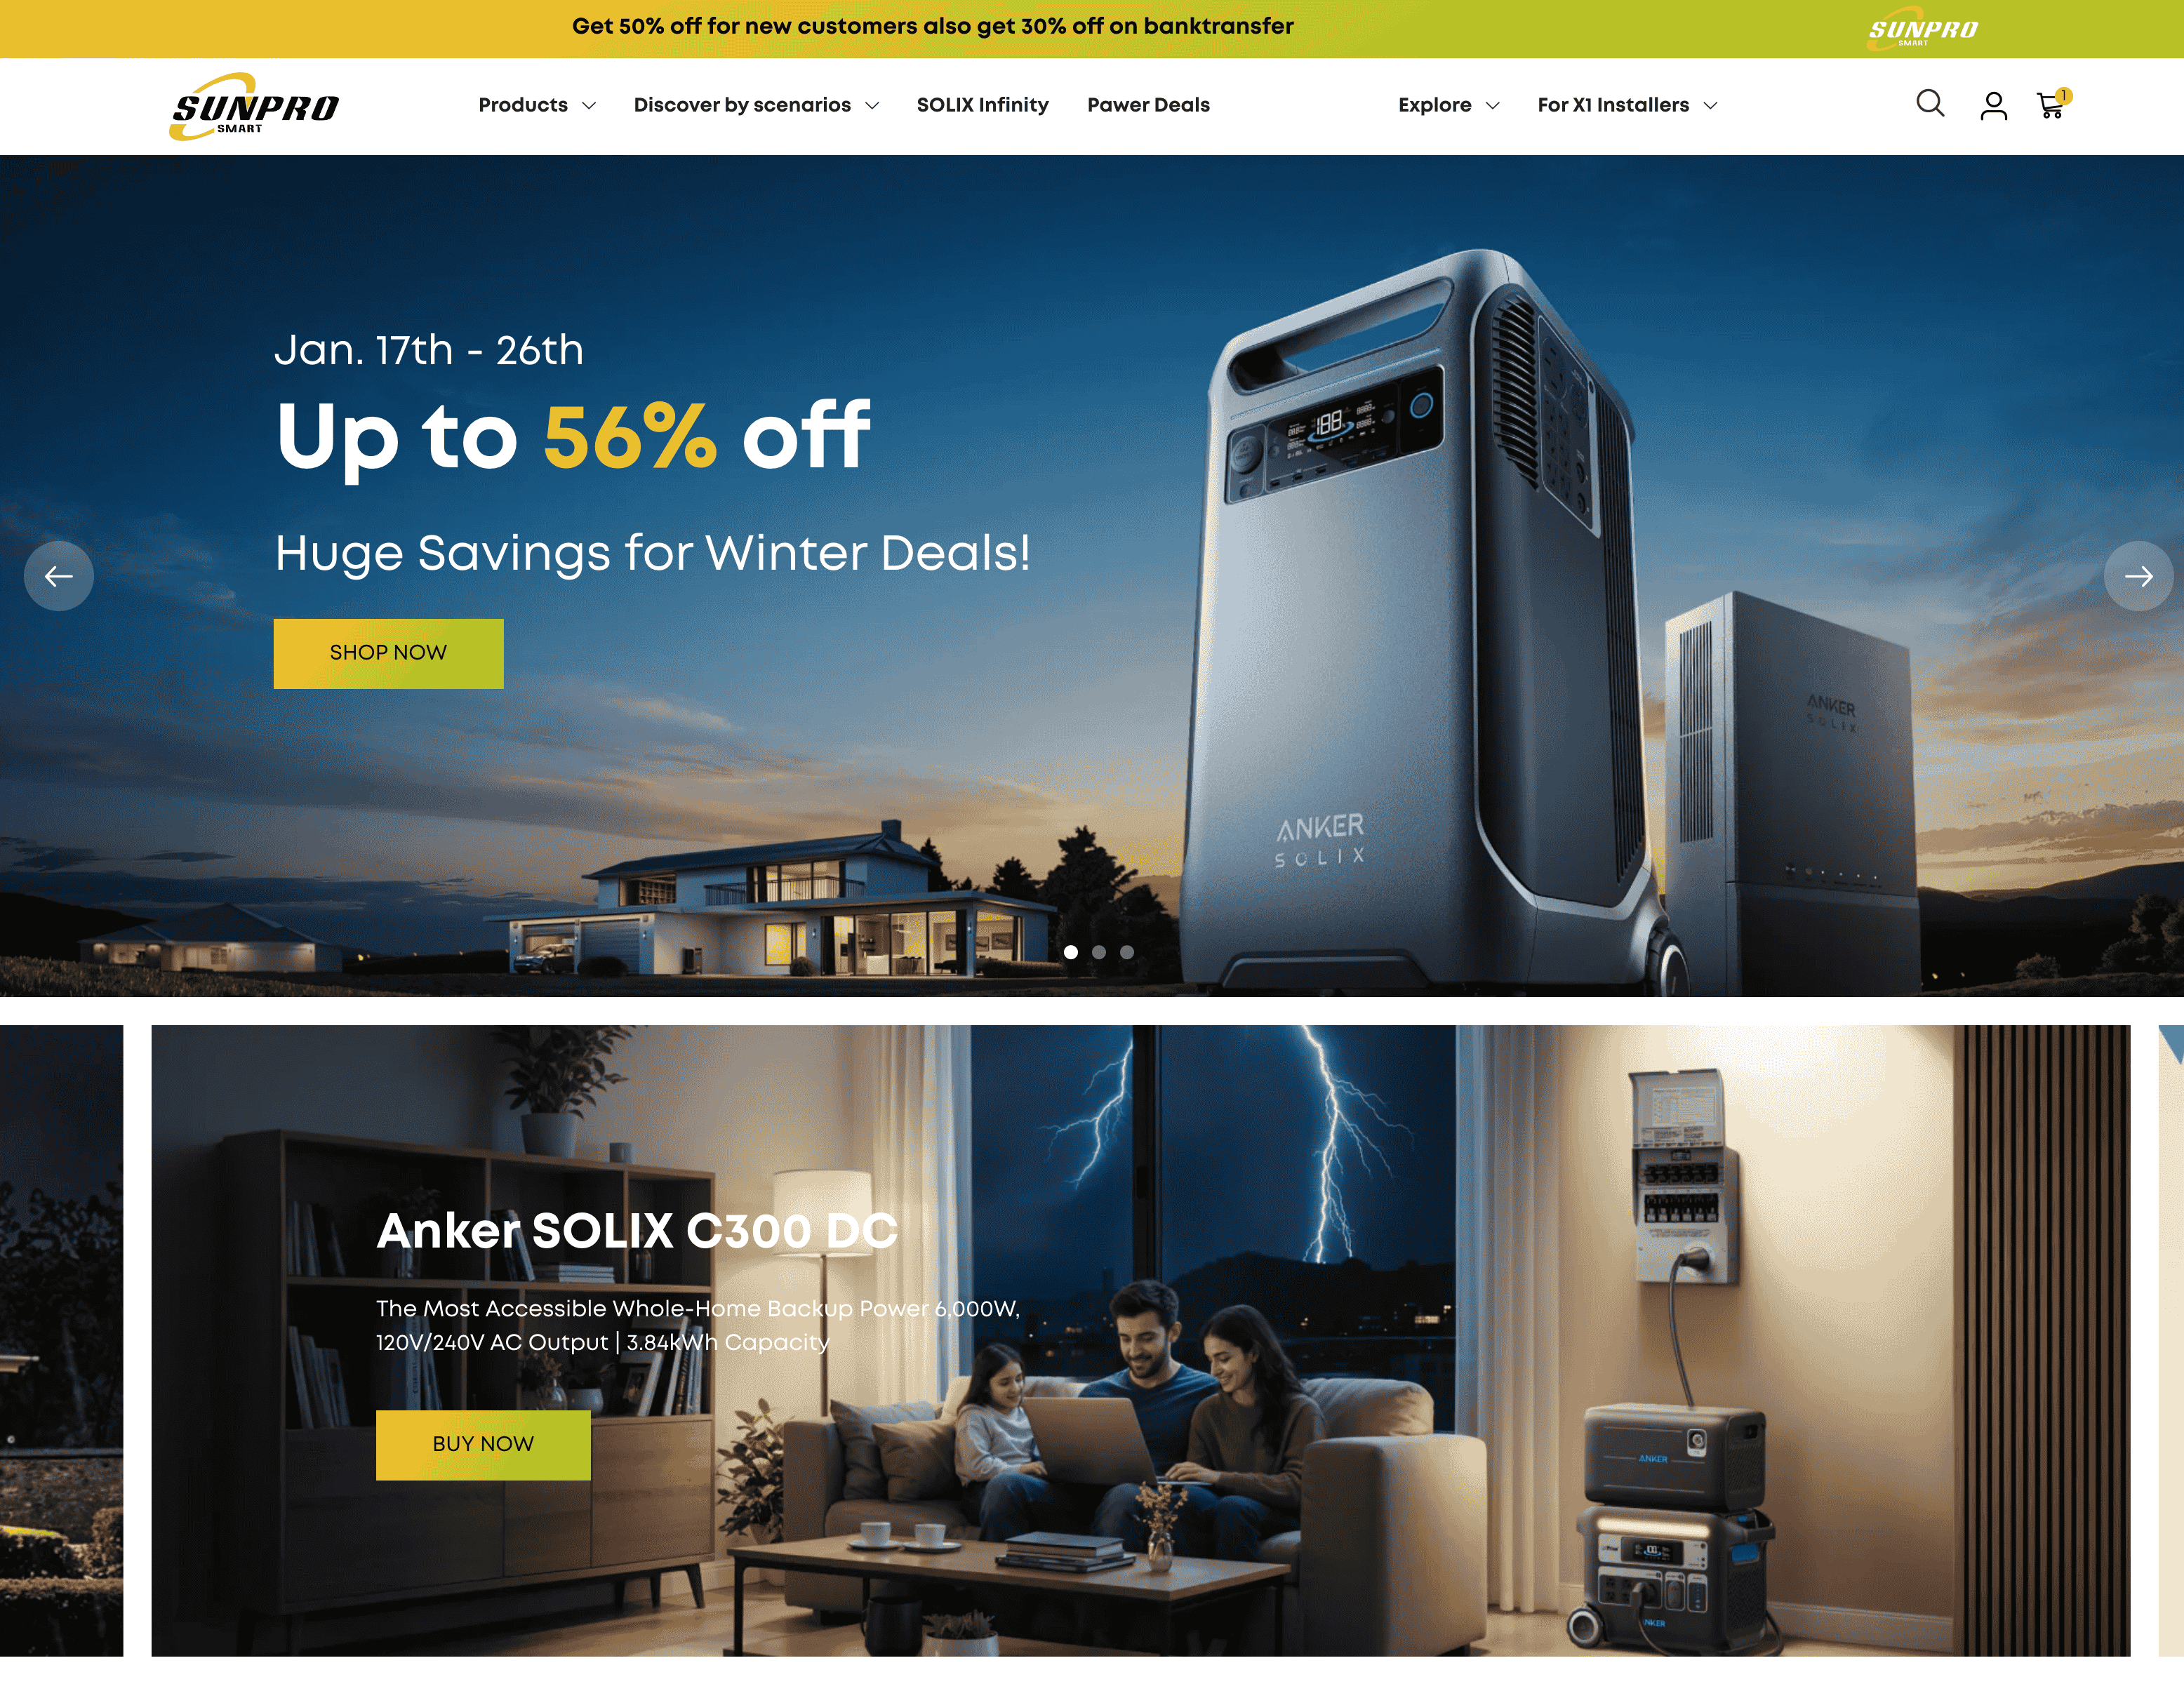 Get 50% off for new customers also get 30% off on banktransfer
SUNPRO
SMART
SUNPRO
SMART
Products
Discover by scenarios
SOLIX Infinity
Pawer Deals
Explore
For X1 Installers
1
Jan. 17th - 26th
Up to 56% off
Huge Savings for Winter Deals!
SHOP NOW
ANKER
SOLIX
ANKER
SOLIX
Anker SOLIX C300 DC
The Most Accessible Whole-Home Backup Power 6,000W,
120V/240V AC Output | 3.84kWh Capacity
BUY NOW
ANKER